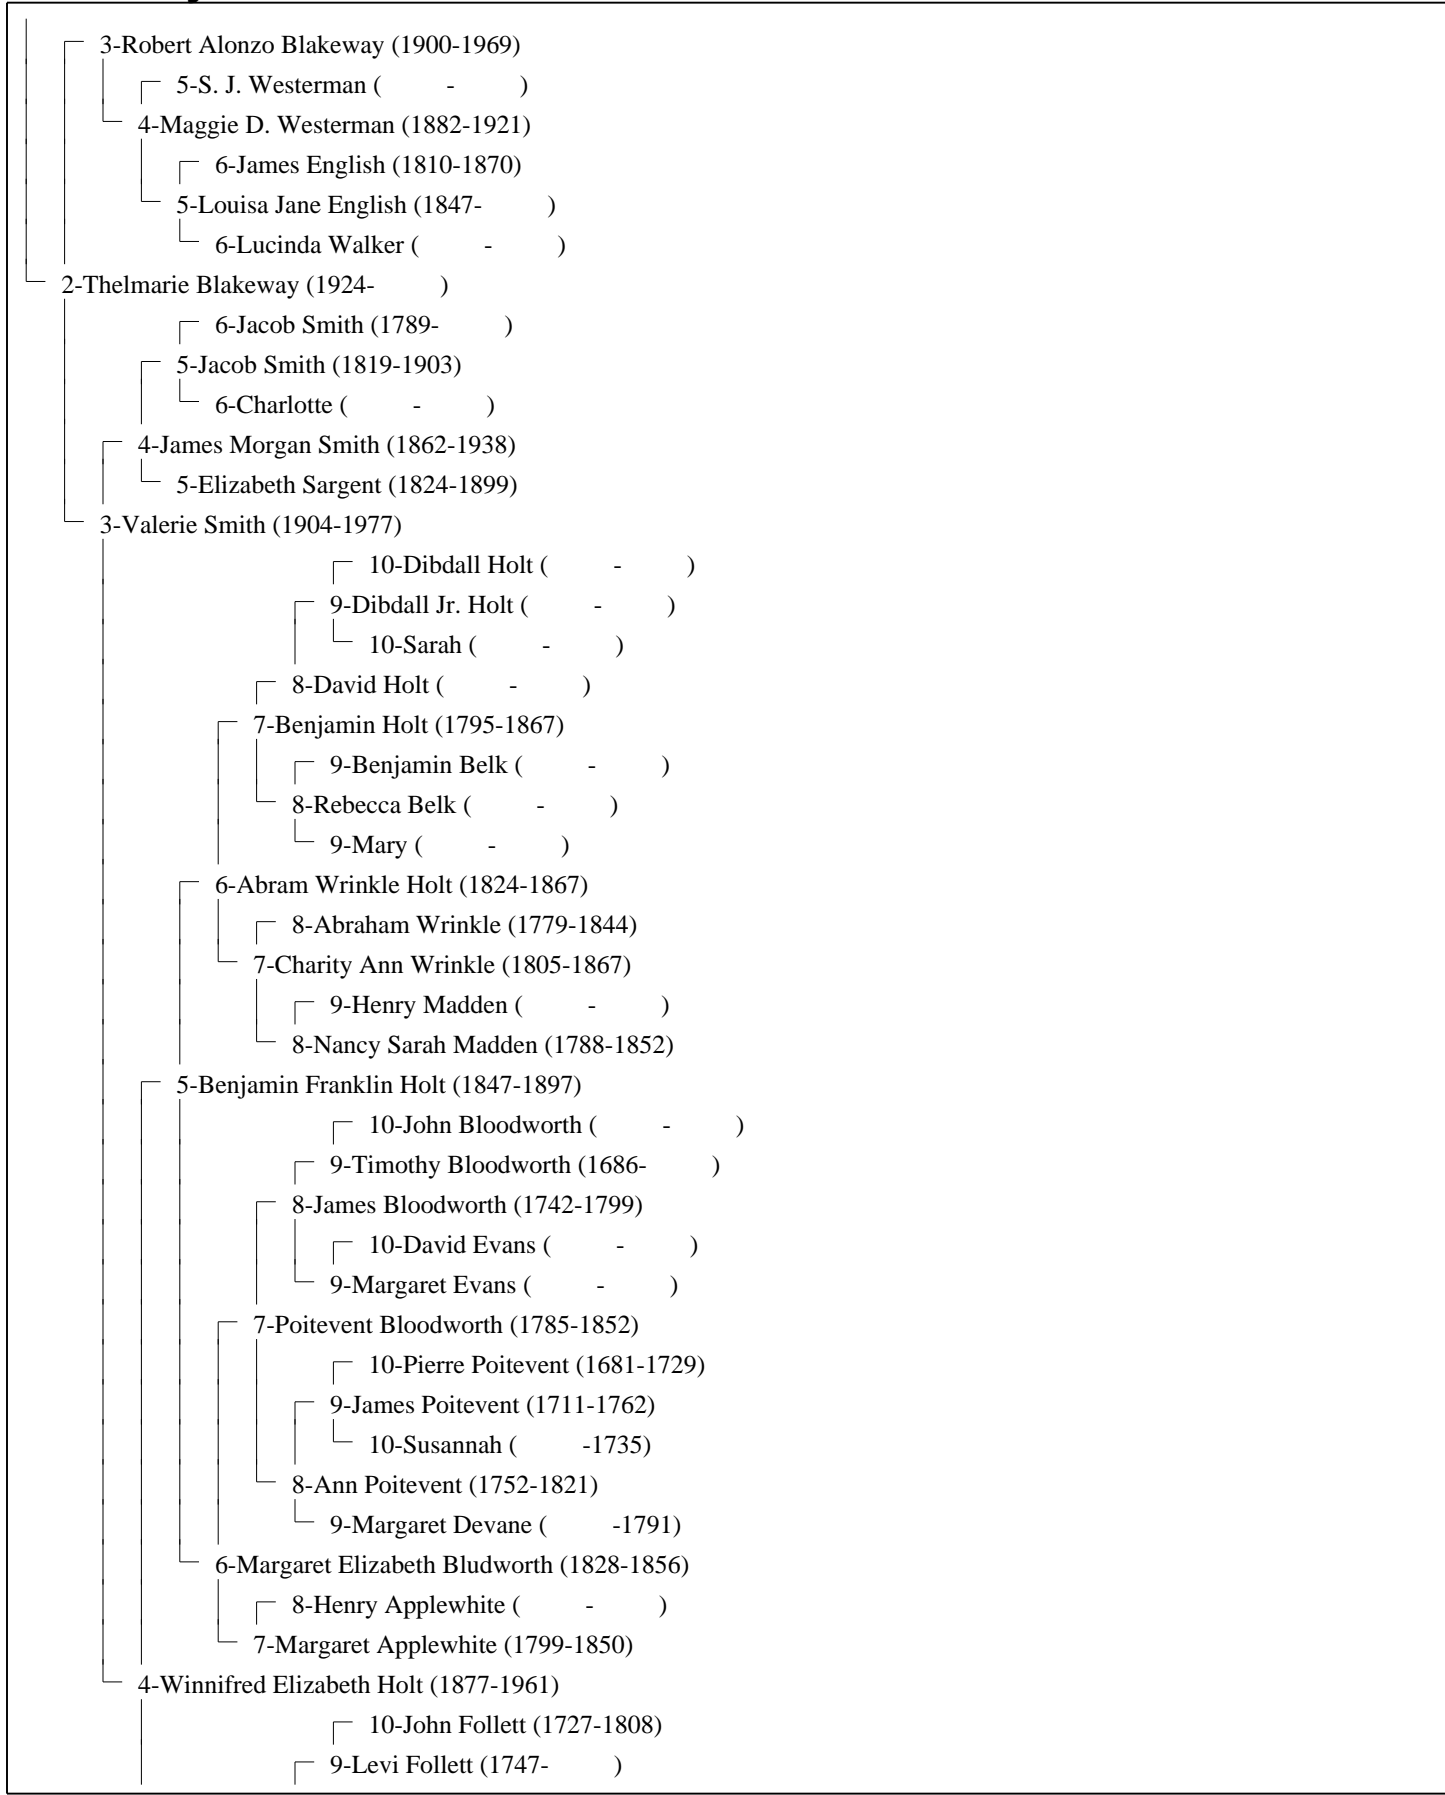 3-Robert Alonzo Blakeway (1900-1969)
5-S. J. Westerman ( - )
4-Maggie D. Westerman (1882-1921)
6-James English (1810-1870)
5-Louisa Jane English (1847- )
6-Lucinda Walker ( - )
2-Thelmarie Blakeway (1924- )
6-Jacob Smith (1789- )
5-Jacob Smith (1819-1903)
6-Charlotte ( - )
4-James Morgan Smith (1862-1938)
5-Elizabeth Sargent (1824-1899)
3-Valerie Smith (1904-1977)
10-Dibdall Holt ( - )
9-Dibdall Jr. Holt ( - )
10-Sarah ( - )
8-David Holt ( - )
7-Benjamin Holt (1795-1867)
9-Benjamin Belk ( - )
8-Rebecca Belk ( - )
9-Mary ( - )
6-Abram Wrinkle Holt (1824-1867)
8-Abraham Wrinkle (1779-1844)
7-Charity Ann Wrinkle (1805-1867)
9-Henry Madden ( - )
8-Nancy Sarah Madden (1788-1852)
5-Benjamin Franklin Holt (1847-1897)
10-John Bloodworth ( - )
9-Timothy Bloodworth (1686- )
8-James Bloodworth (1742-1799)
10-David Evans ( - )
9-Margaret Evans ( - )
7-Poitevent Bloodworth (1785-1852)
10-Pierre Poitevent (1681-1729)
9-James Poitevent (1711-1762)
10-Susannah ( -1735)
8-Ann Poitevent (1752-1821)
9-Margaret Devane ( -1791)
6-Margaret Elizabeth Bludworth (1828-1856)
8-Henry Applewhite ( - )
7-Margaret Applewhite (1799-1850)
4-Winnifred Elizabeth Holt (1877-1961)
10-John Follett (1727-1808)
9-Levi Follett (1747- )